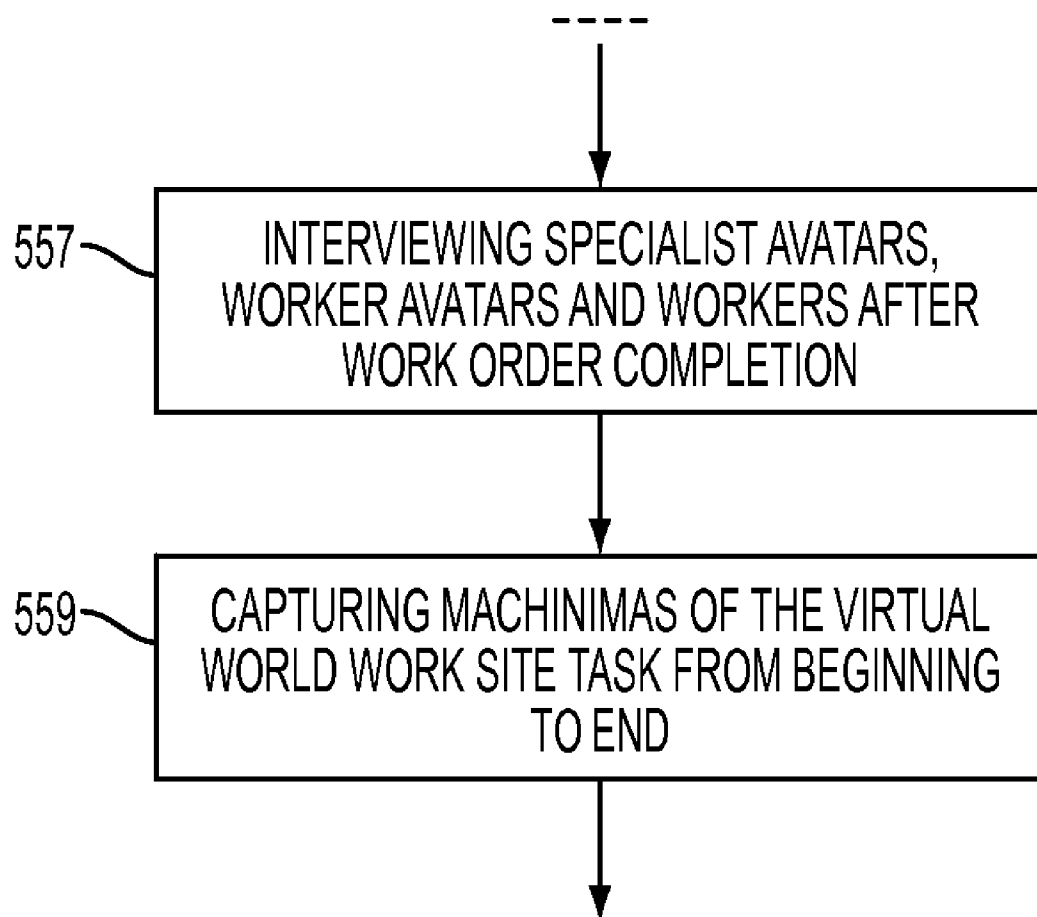 557
INTERVIEWING SPECIALIST AVATARS,
WORKER AVATARS AND WORKERS AFTER
WORK ORDER COMPLETION
559
CAPTURING MACHINIMAS OF THE VIRTUAL
WORLD WORK SITE TASK FROM BEGINNING
TO END